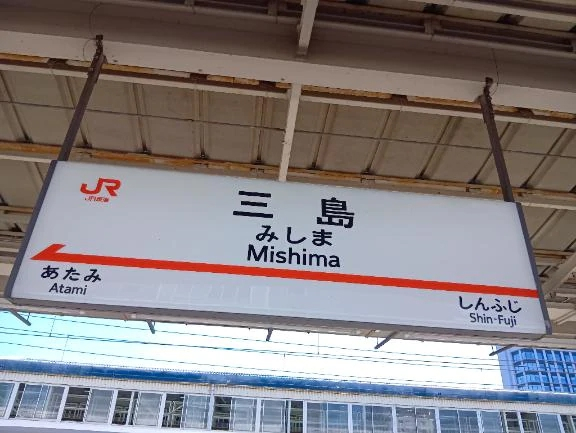 JR
JR東海
三島
みしま
Mishima
あたみ
Atami
しんふじ
Shin-Fuji